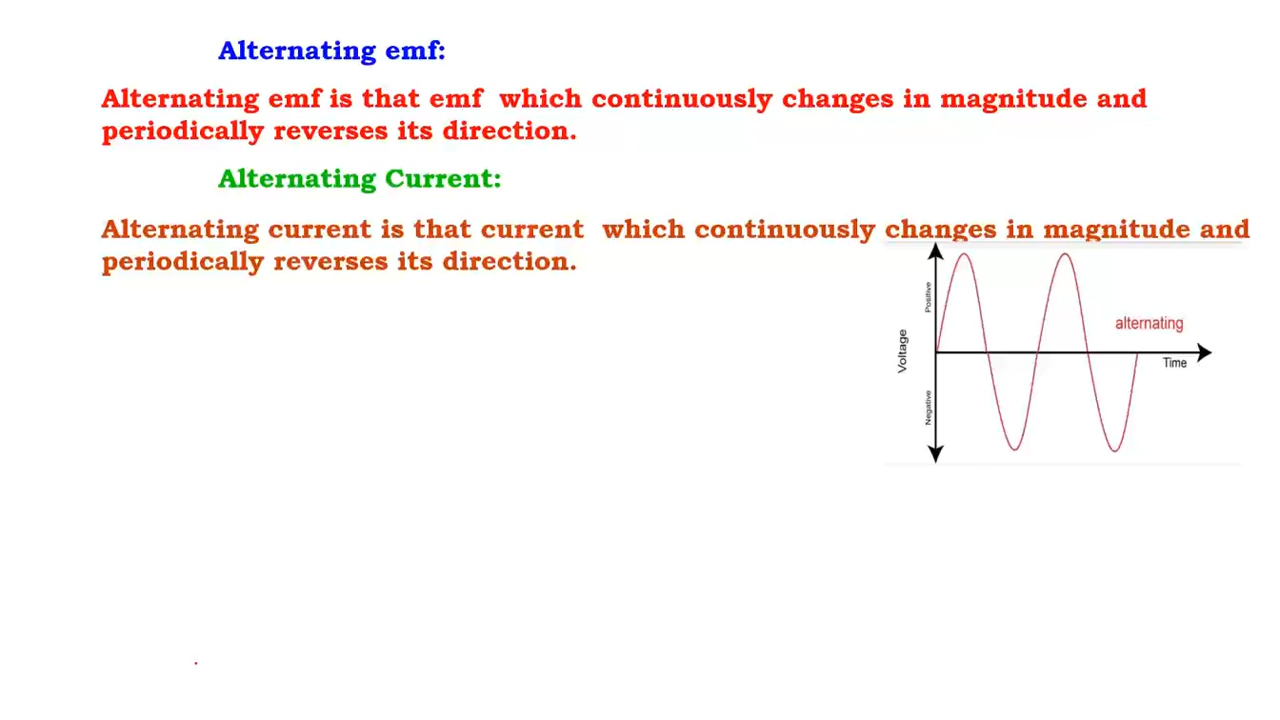 Alternating emf:
Alternating emf is that emf which continuously changes in magnitude and
periodically reverses its direction.
Alternating Current:
Alternating current is that current which continuously changes in magnitude and
periodically reverses its direction.
Positive
alternating
Voltage
Time
Negative